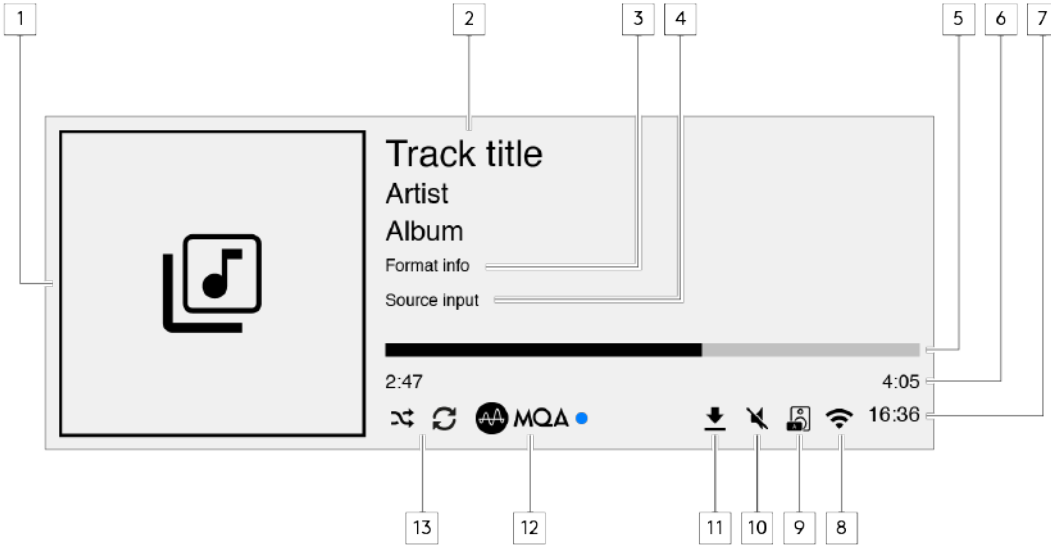 1 2 3 4 5 6 7
Track title
Artist
Album
Format info
Source input
2:47 4:05
MQA 16:36
13 12 11 10 9 8